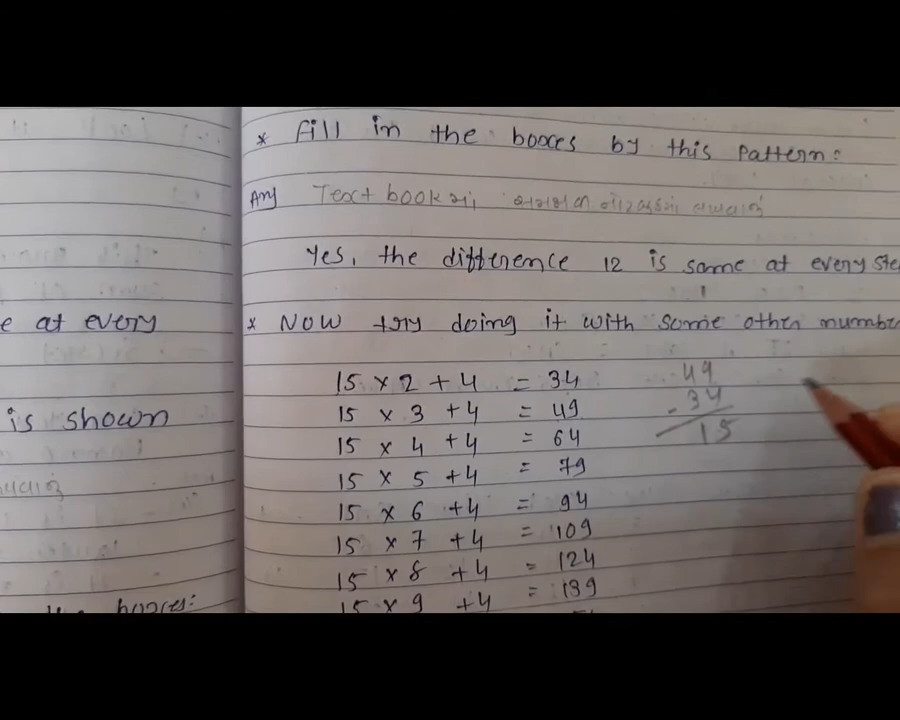 e at every
is shown
boxes:
* Fill in the boxes by this Pattern:
Ans Text book માં
Yes, the difference 12 is same at every ste
* Now try doing it with some other numbe
15 × 2 + 4 = 34
15 × 3 + 4 = 49
15 × 4 + 4 = 64
15 × 5 + 4 = 79
15 × 6 + 4 = 94
15 × 7 + 4 = 109
15 × 8 + 4 = 124
15 × 9 + 4 = 139
49
- 34
15